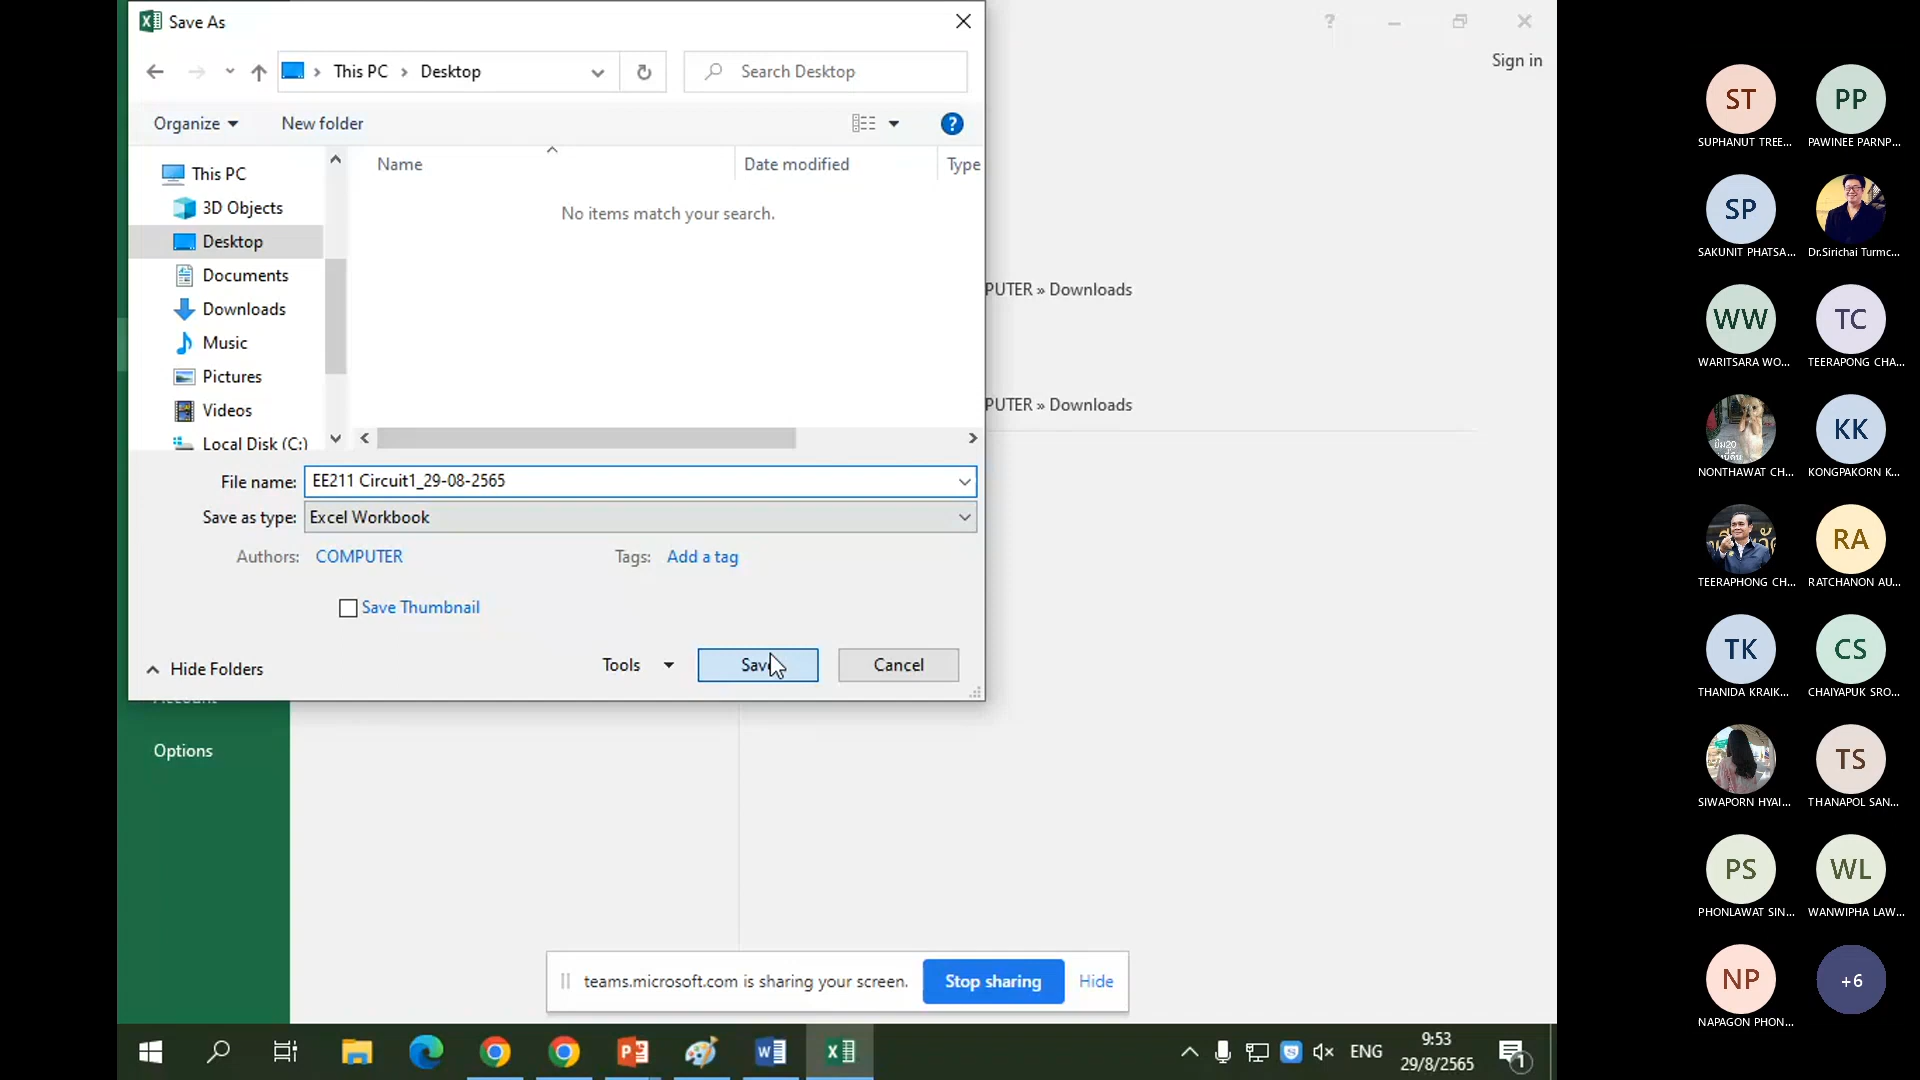 Save As
Sign in
This PC
Desktop
Search Desktop
Organize
New folder
Name
Date modified
Type
This PC
3D Objects
Desktop
Documents
Downloads
Music
Pictures
Videos
Local Disk (C:)
No items match your search.
PUTER » Downloads
PUTER » Downloads
File name: EE211 Circuit1_29-08-2565
Save as type: Excel Workbook
Authors: COMPUTER
Tags: Add a tag
Save Thumbnail
Hide Folders
Tools
Save
Cancel
Account
Options
teams.microsoft.com is sharing your screen.
Stop sharing
Hide
ENG
9:53
29/8/2565
1
ST
PP
SUPHANUT TREE...
PAWINEE PARNP...
SP
SAKUNIT PHATSA...
Dr.Sirichai Turmc...
WW
TC
WARITSARA WO...
TEERAPONG CHA...
KK
NONTHAWAT CH...
KONGPAKORN K...
RA
TEERAPHONG CH...
RATCHANON AU...
TK
CS
THANIDA KRAIK...
CHAIYAPUK SRO...
TS
SIWAPORN HYAI...
THANAPOL SAN...
PS
WL
PHONLAWAT SIN...
WANWIPHA LAW...
NP
+6
NAPAGON PHON...